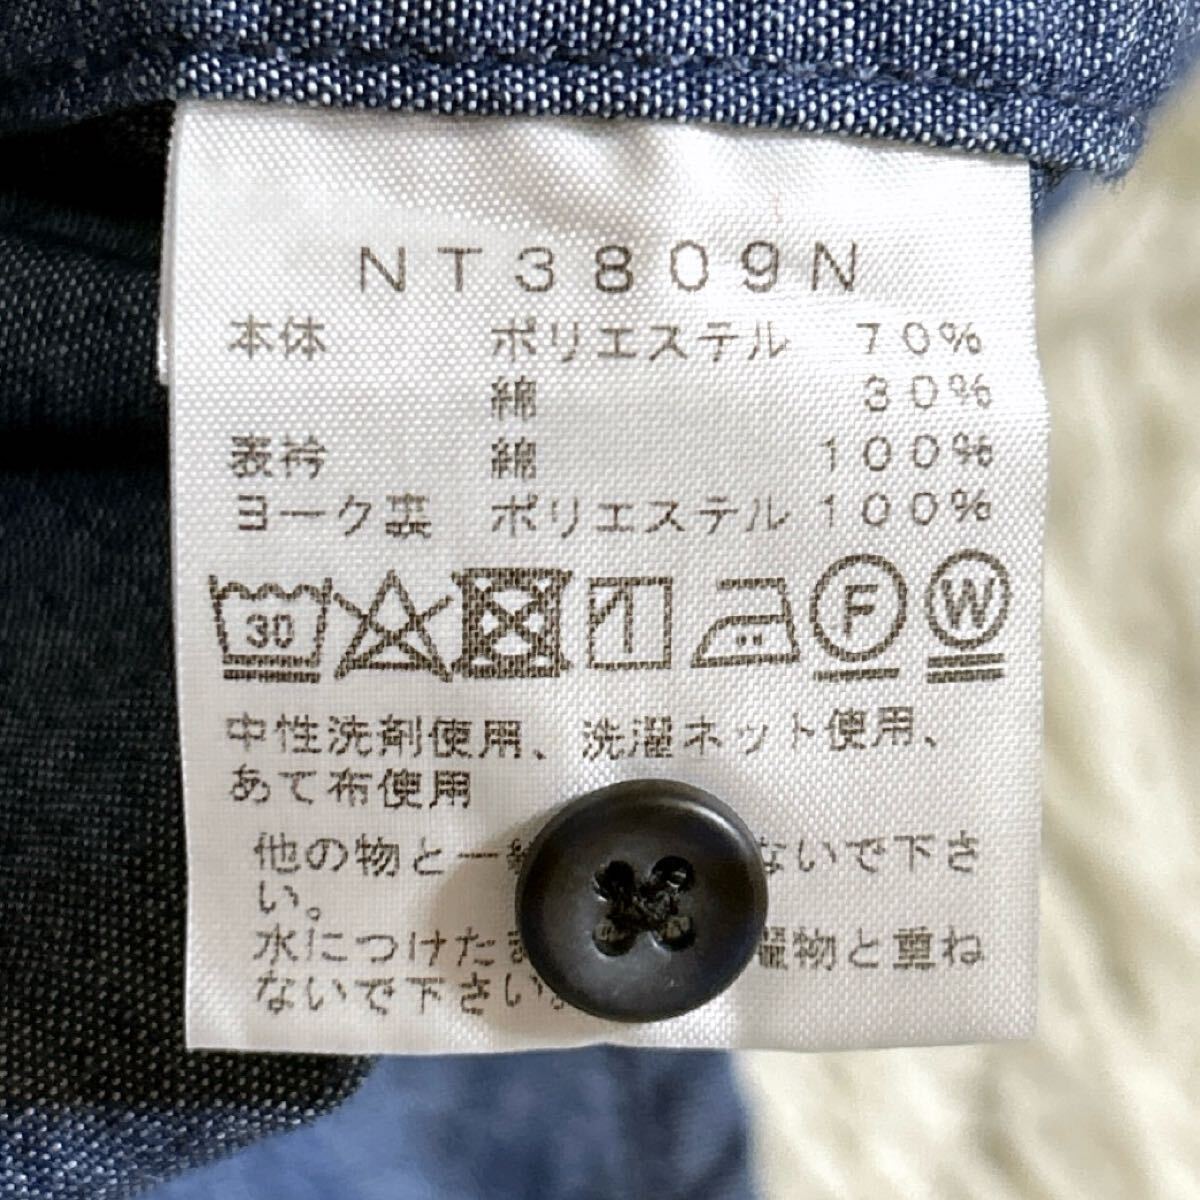 NT3809N
本体 ポリエステル 70%
綿 30%
表衿 綿 100%
ヨーク裏 ポリエステル 100%
30 F W
中性洗剤使用、洗濯ネット使用、
あて布使用
他の物と一 ないで下さ
い。
水につけたま 濯物と重ね
ないで下さい。